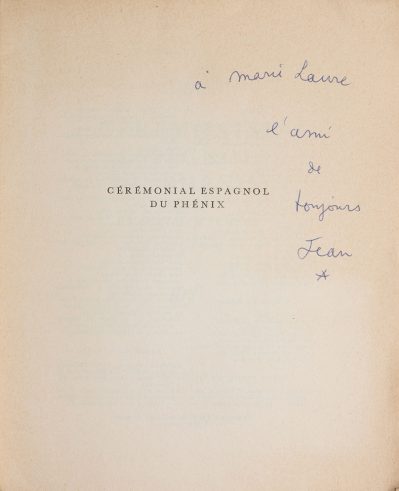 à Marie Laure
l'ami
de
toujours
Jean
*
CÉRÉMONIAL ESPAGNOL
DU PHÉNIX